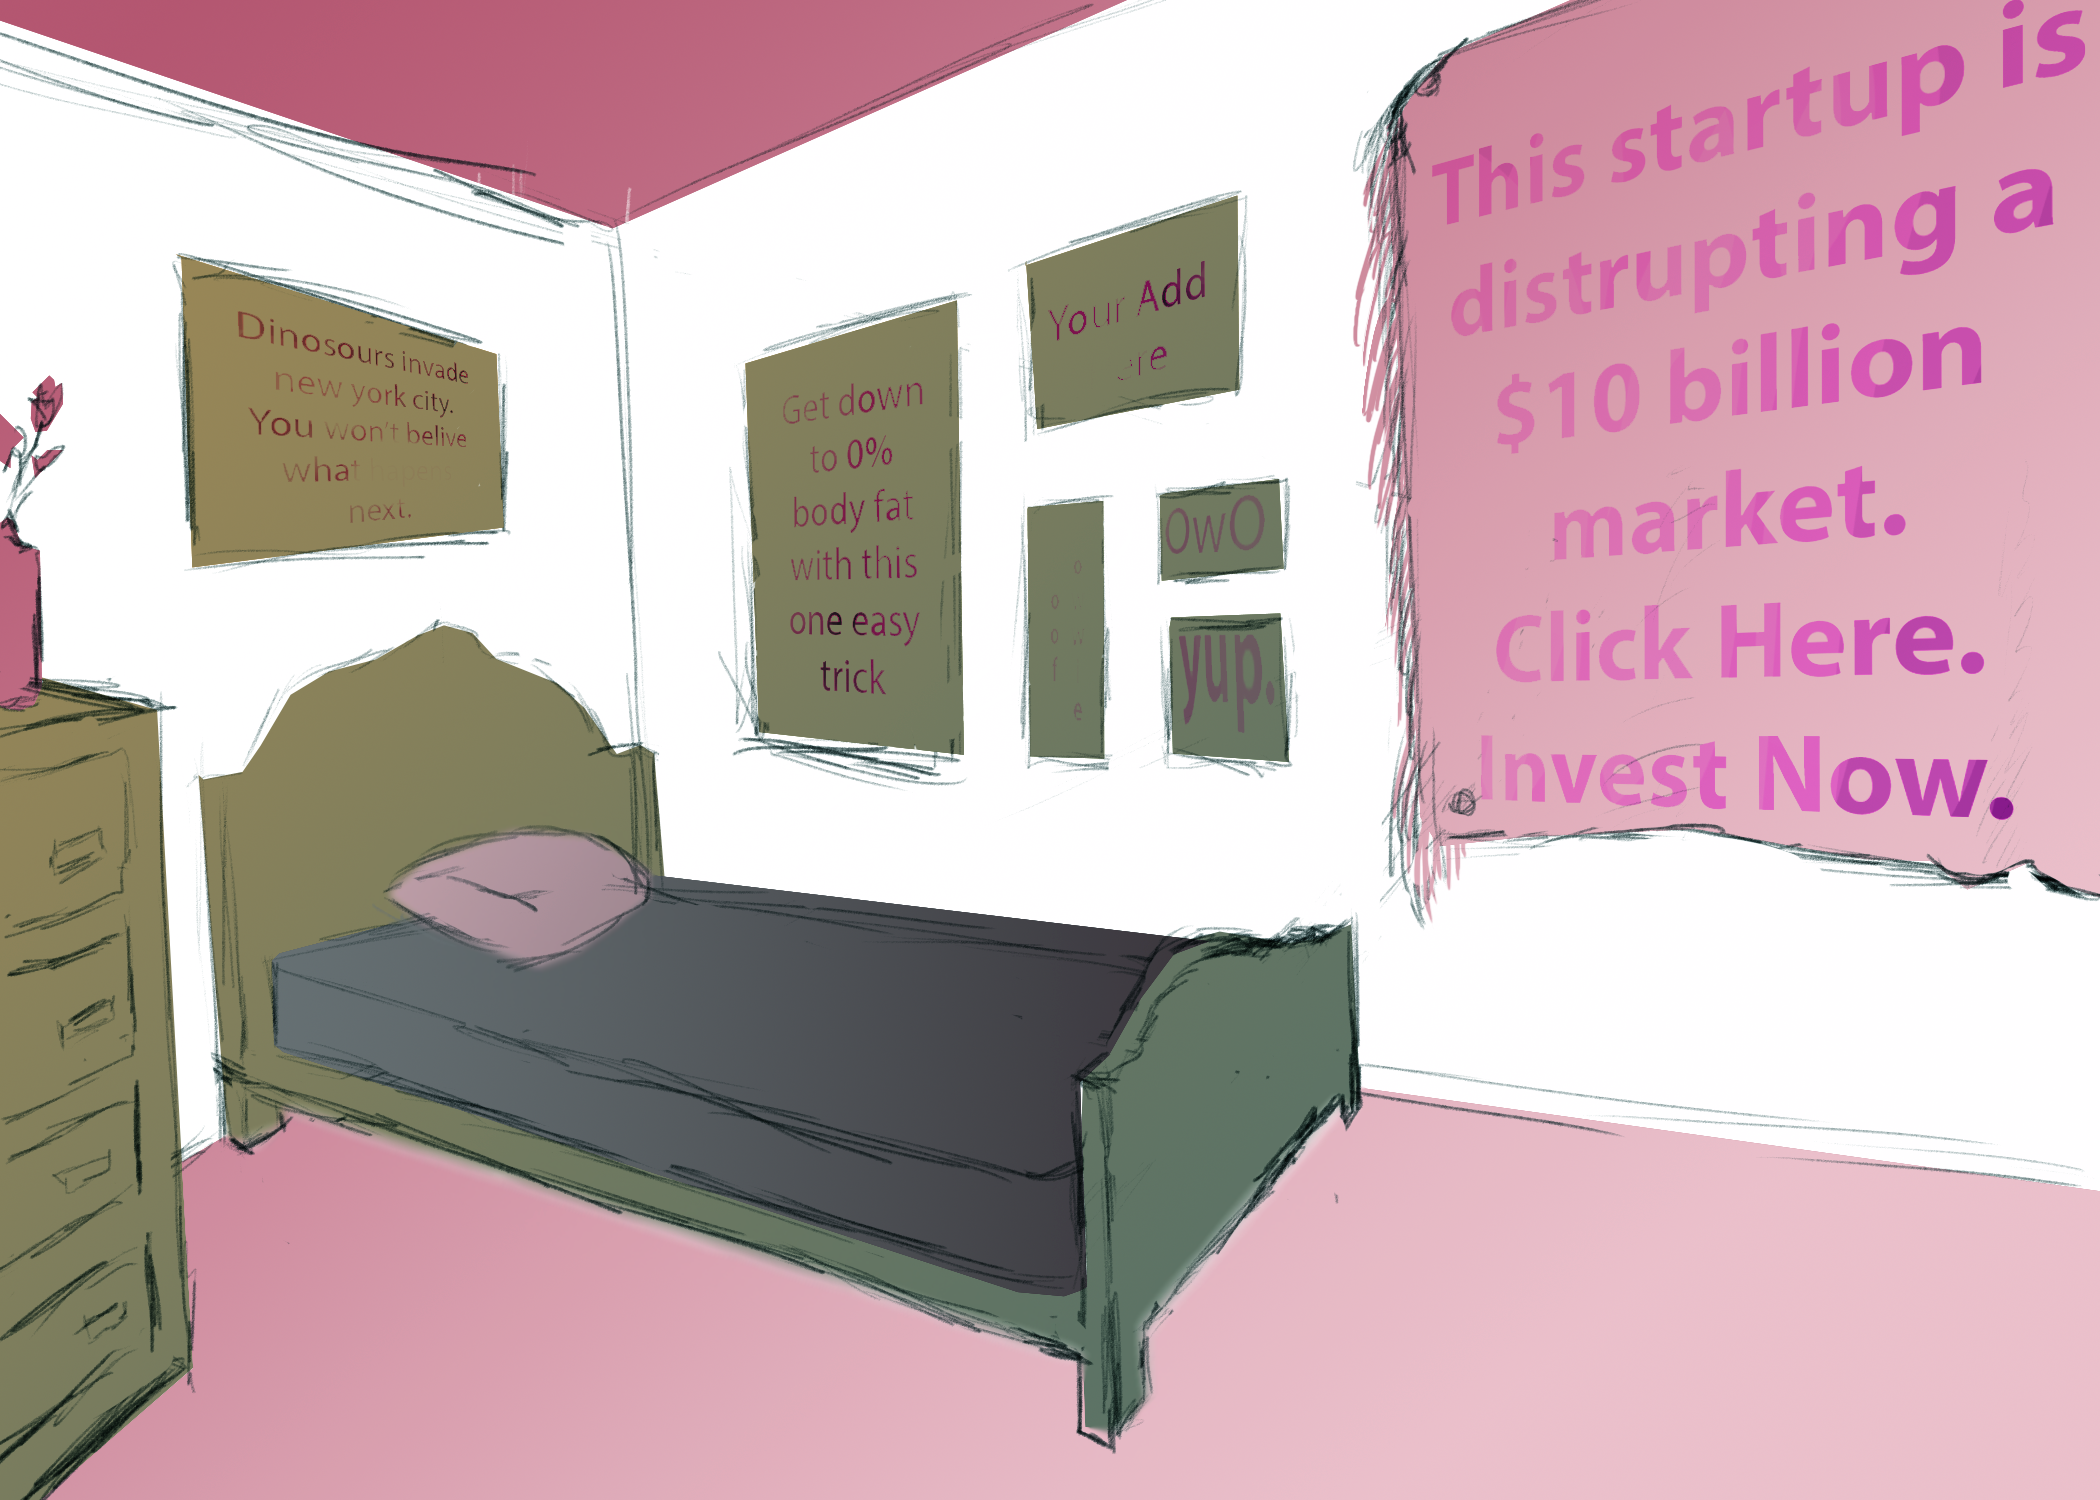 Dinosours invade
new york city.
You won't belive
what
next.
Get down
to 0%
body fat
with this
one easy
trick
Your Add
OwO
yup.
This startup is
distrupting a
$10 billion
market.
Click Here.
Invest Now.